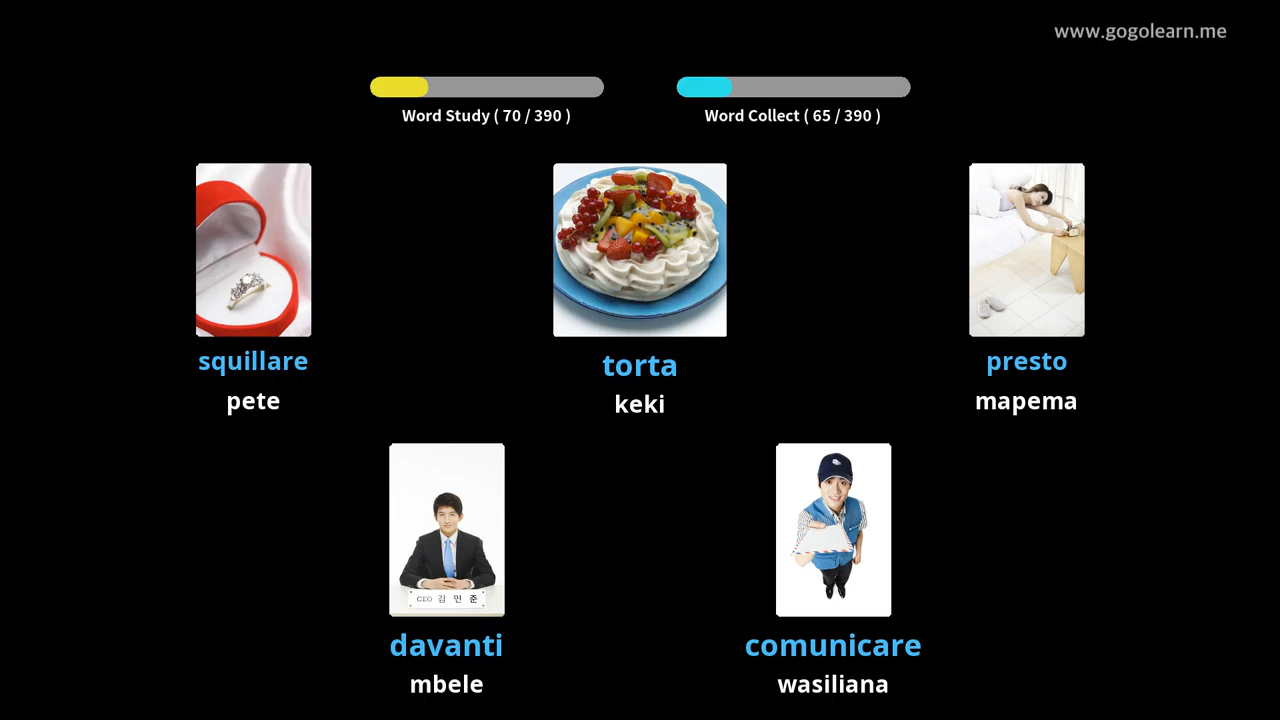 www.gogolearn.me
Word Study ( 70 / 390 )
Word Collect ( 65 / 390 )
squillare
pete
torta
keki
presto
mapema
CEO 김 민 준
davanti
mbele
comunicare
wasiliana